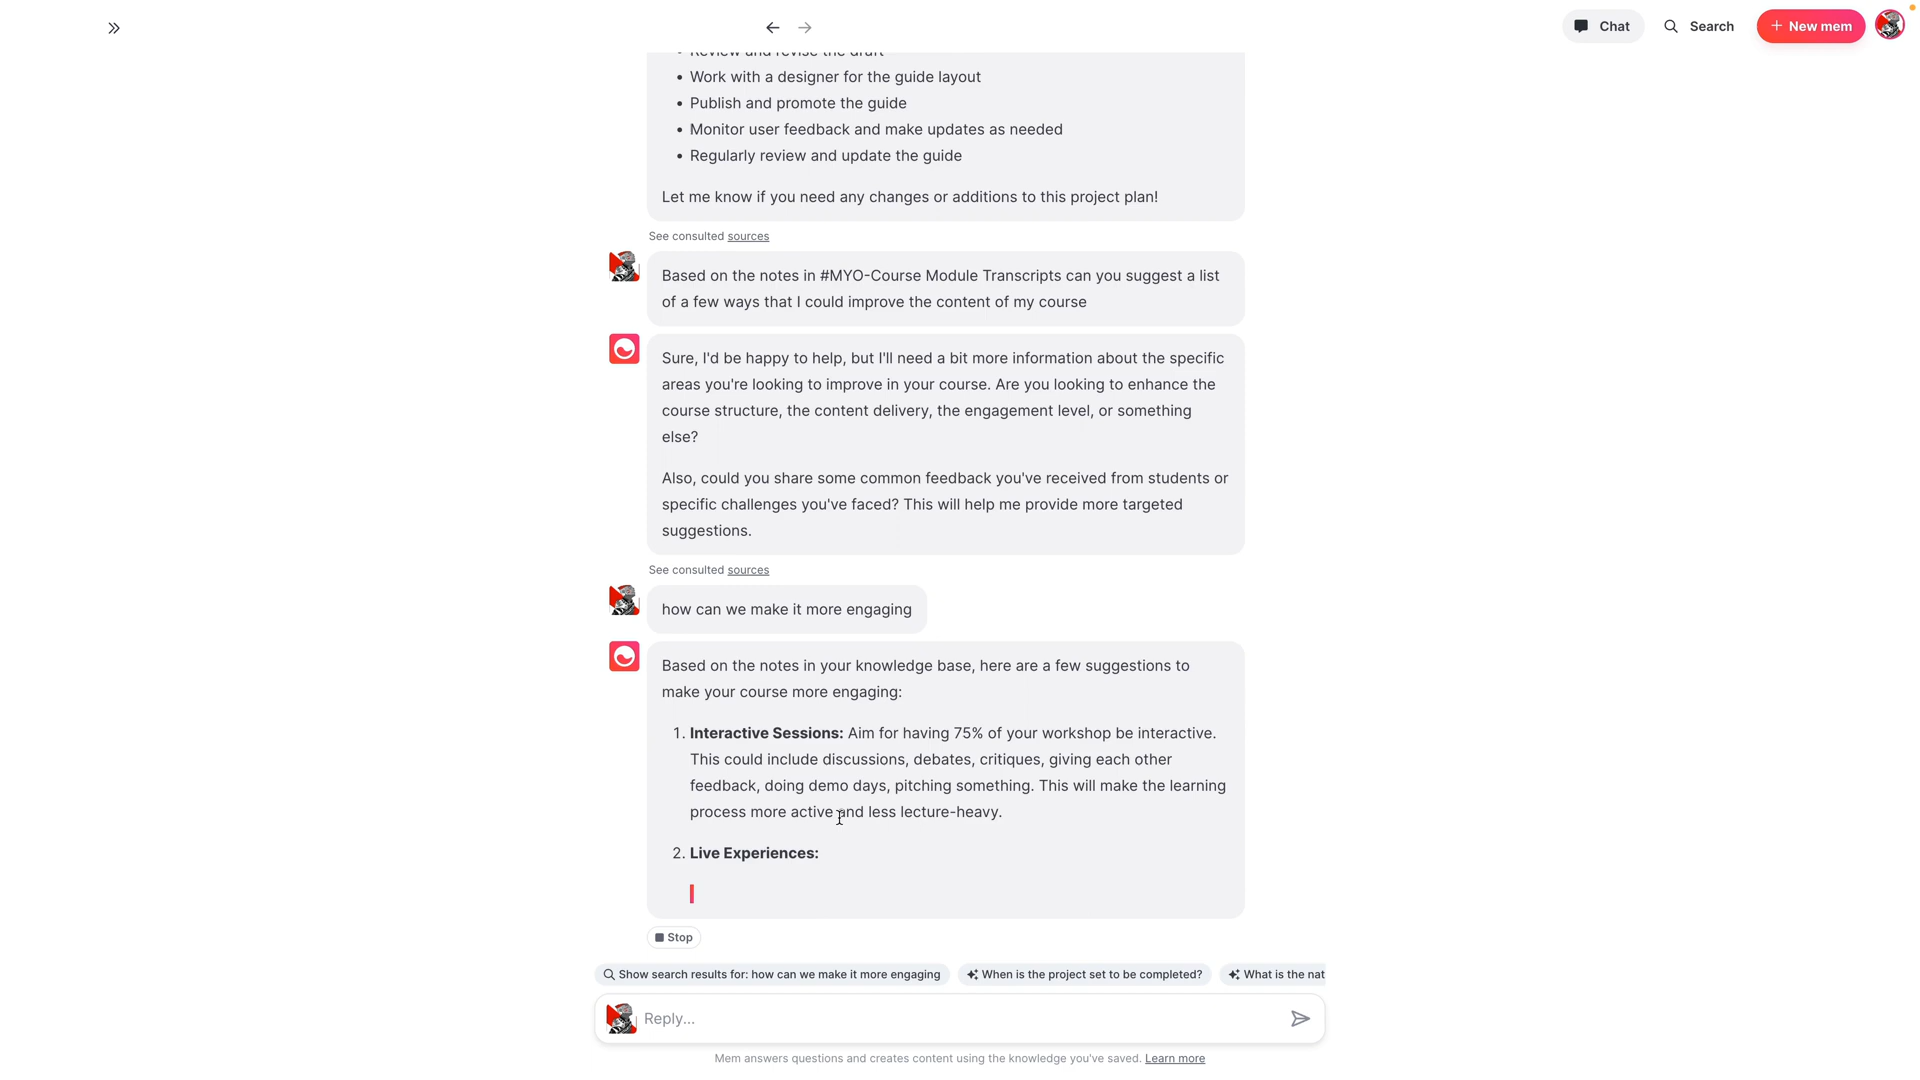 Chat
Search
+ New mem
• Review and revise the draft
• Work with a designer for the guide layout
• Publish and promote the guide
• Monitor user feedback and make updates as needed
• Regularly review and update the guide
Let me know if you need any changes or additions to this project plan!
See consulted sources
Based on the notes in #MYO-Course Module Transcripts can you suggest a list
of a few ways that I could improve the content of my course
Sure, I'd be happy to help, but I'll need a bit more information about the specific
areas you're looking to improve in your course. Are you looking to enhance the
course structure, the content delivery, the engagement level, or something
else?
Also, could you share some common feedback you've received from students or
specific challenges you've faced? This will help me provide more targeted
suggestions.
See consulted sources
how can we make it more engaging
Based on the notes in your knowledge base, here are a few suggestions to
make your course more engaging:
1. Interactive Sessions: Aim for having 75% of your workshop be interactive.
This could include discussions, debates, critiques, giving each other
feedback, doing demo days, pitching something. This will make the learning
process more active and less lecture-heavy.
2. Live Experiences:
Stop
Show search results for: how can we make it more engaging
When is the project set to be completed?
What is the nat
Reply...
Mem answers questions and creates content using the knowledge you've saved. Learn more